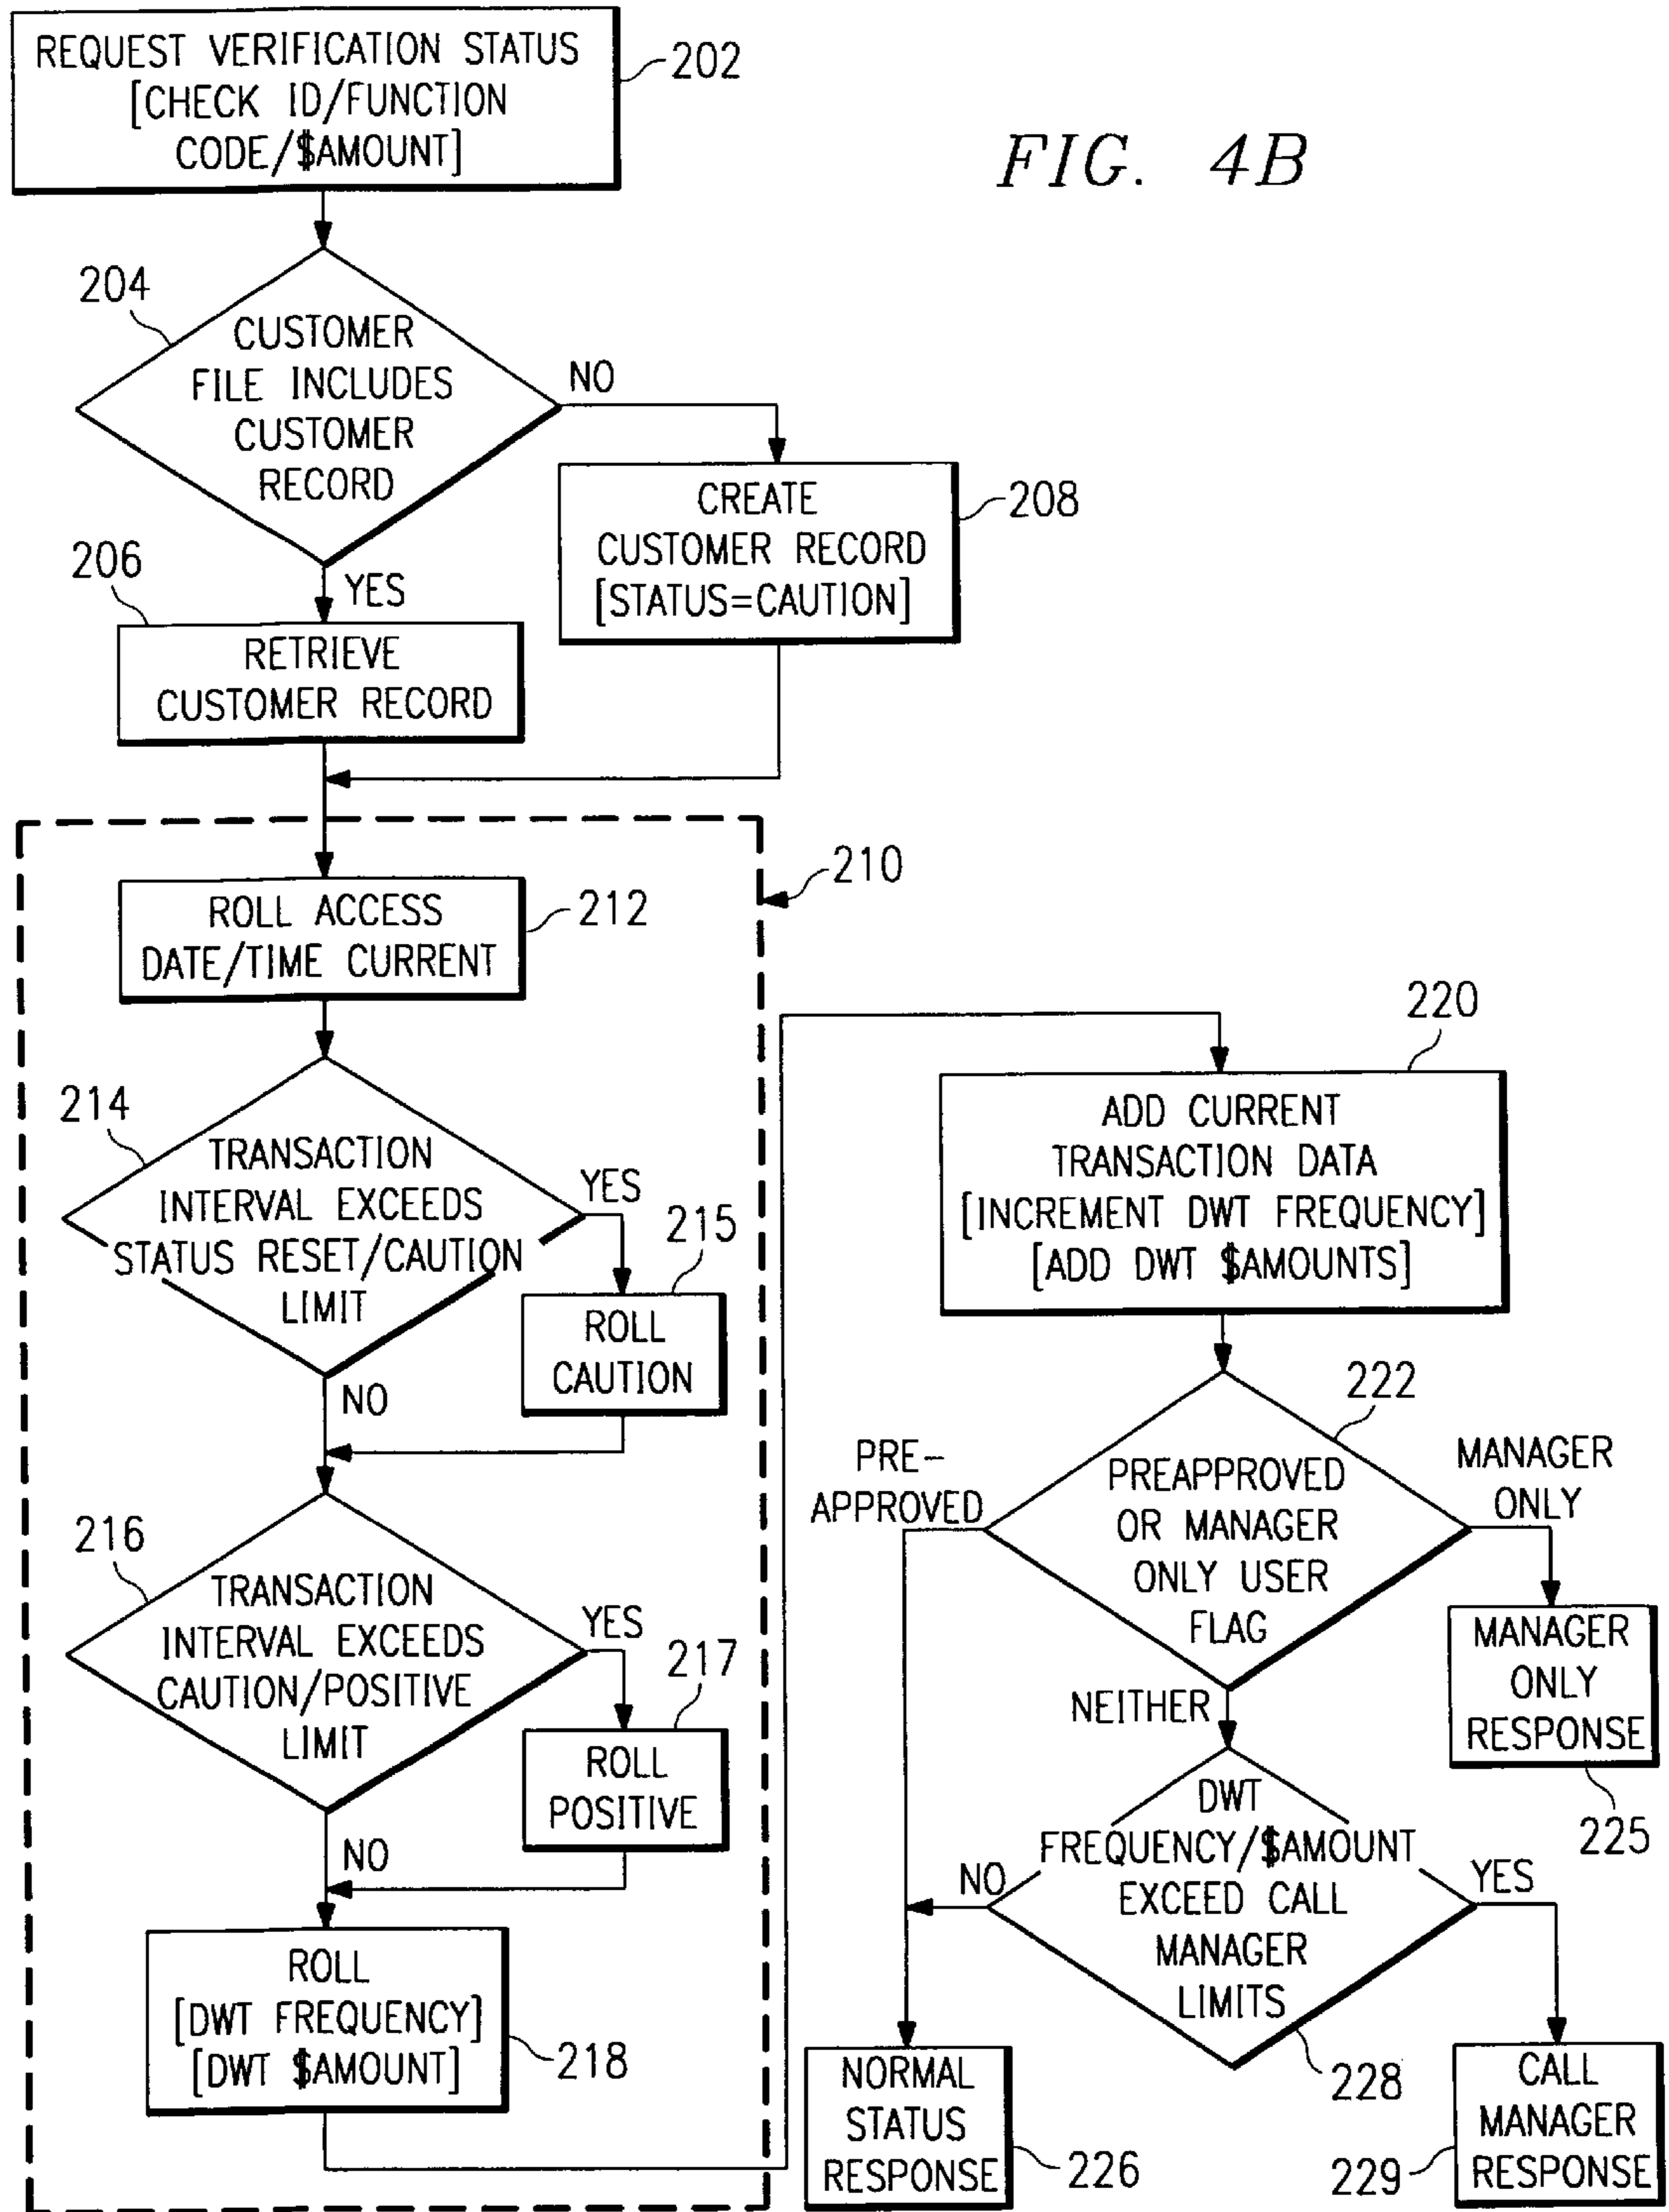 REQUEST VERIFICATION STATUS
[CHECK ID/FUNCTION
CODE/$AMOUNT]
202
FIG. 4B
204
CUSTOMER
FILE INCLUDES
CUSTOMER
RECORD
NO
YES
206
RETRIEVE
CUSTOMER RECORD
CREATE
CUSTOMER RECORD
[STATUS=CAUTION]
208
210
ROLL ACCESS
DATE/TIME CURRENT
212
214
TRANSACTION
INTERVAL EXCEEDS
STATUS RESET/CAUTION
LIMIT
YES
NO
215
ROLL
CAUTION
216
TRANSACTION
INTERVAL EXCEEDS
CAUTION/POSITIVE
LIMIT
YES
NO
217
ROLL
POSITIVE
ROLL
[DWT FREQUENCY]
[DWT $AMOUNT]
218
220
ADD CURRENT
TRANSACTION DATA
[INCREMENT DWT FREQUENCY]
[ADD DWT $AMOUNTS]
222
PREAPPROVED
OR MANAGER
ONLY USER
FLAG
PRE-
APPROVED
MANAGER
ONLY
NEITHER
MANAGER
ONLY
RESPONSE
225
DWT
FREQUENCY/$AMOUNT
EXCEED CALL
MANAGER
LIMITS
NO
YES
228
NORMAL
STATUS
RESPONSE
226
CALL
MANAGER
RESPONSE
229